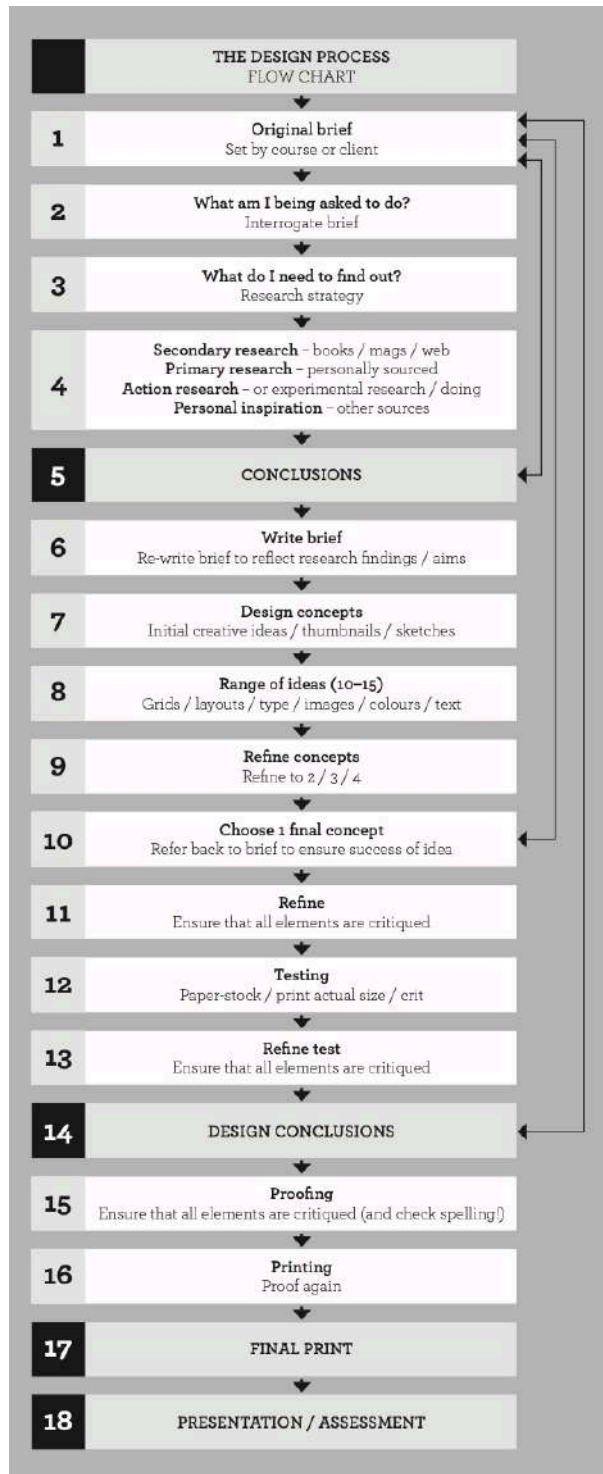 THE DESIGN PROCESS
FLOW CHART
1
Original brief
Set by course or client
2
What am I being asked to do?
Interrogate brief
3
What do I need to find out?
Research strategy
4
Secondary research – books / mags / web
Primary research – personally sourced
Action research – or experimental research / doing
Personal inspiration – other sources
5
CONCLUSIONS
6
Write brief
Re-write brief to reflect research findings / aims
7
Design concepts
Initial creative ideas / thumbnails / sketches
8
Range of ideas (10–15)
Grids / layouts / type / images / colours / text
9
Refine concepts
Refine to 2 / 3 / 4
10
Choose 1 final concept
Refer back to brief to ensure success of idea
11
Refine
Ensure that all elements are critiqued
12
Testing
Paper-stock / print actual size / crit
13
Refine test
Ensure that all elements are critiqued
14
DESIGN CONCLUSIONS
15
Proofing
Ensure that all elements are critiqued (and check spelling!)
16
Printing
Proof again
17
FINAL PRINT
18
PRESENTATION / ASSESSMENT